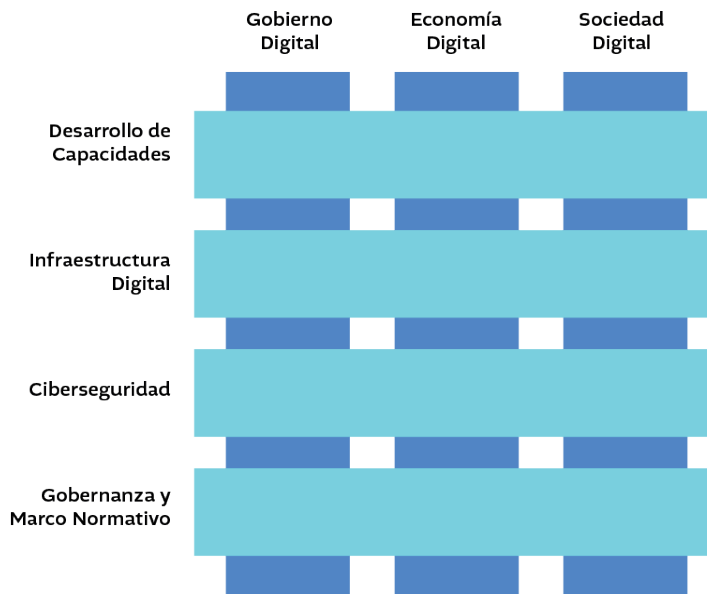 Gobierno
Digital
Economía
Digital
Sociedad
Digital
Desarrollo de
Capacidades
Infraestructura
Digital
Ciberseguridad
Gobernanza y
Marco Normativo